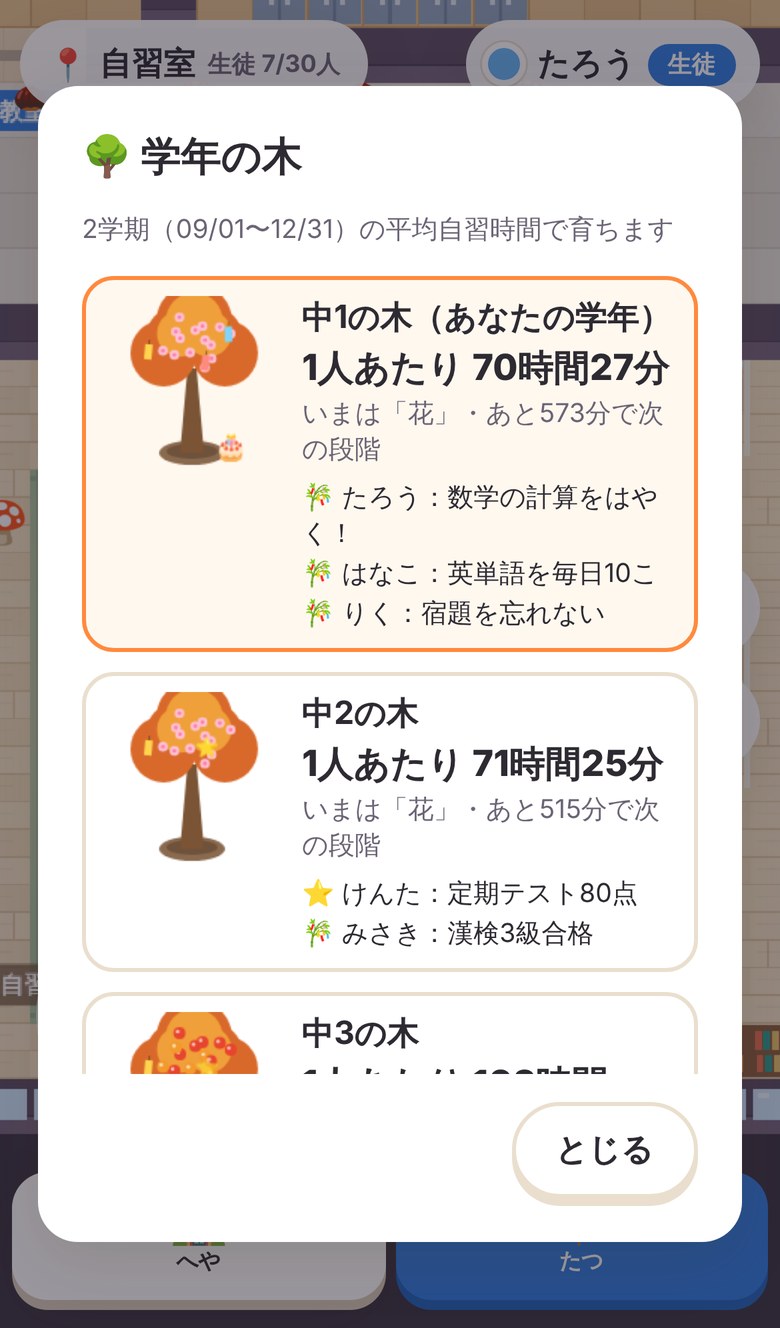 自習室 生徒 7/30人
たろう 生徒
学年の木
2学期（09/01〜12/31）の平均自習時間で育ちます
中1の木（あなたの学年）
1人あたり 70時間27分
いまは「花」・あと573分で次
の段階
たろう：数学の計算をはや
く！
はなこ：英単語を毎日10こ
りく：宿題を忘れない
中2の木
1人あたり 71時間25分
いまは「花」・あと515分で次
の段階
けんた：定期テスト80点
みさき：漢検3級合格
自習
中3の木
とじる
へや
たつ